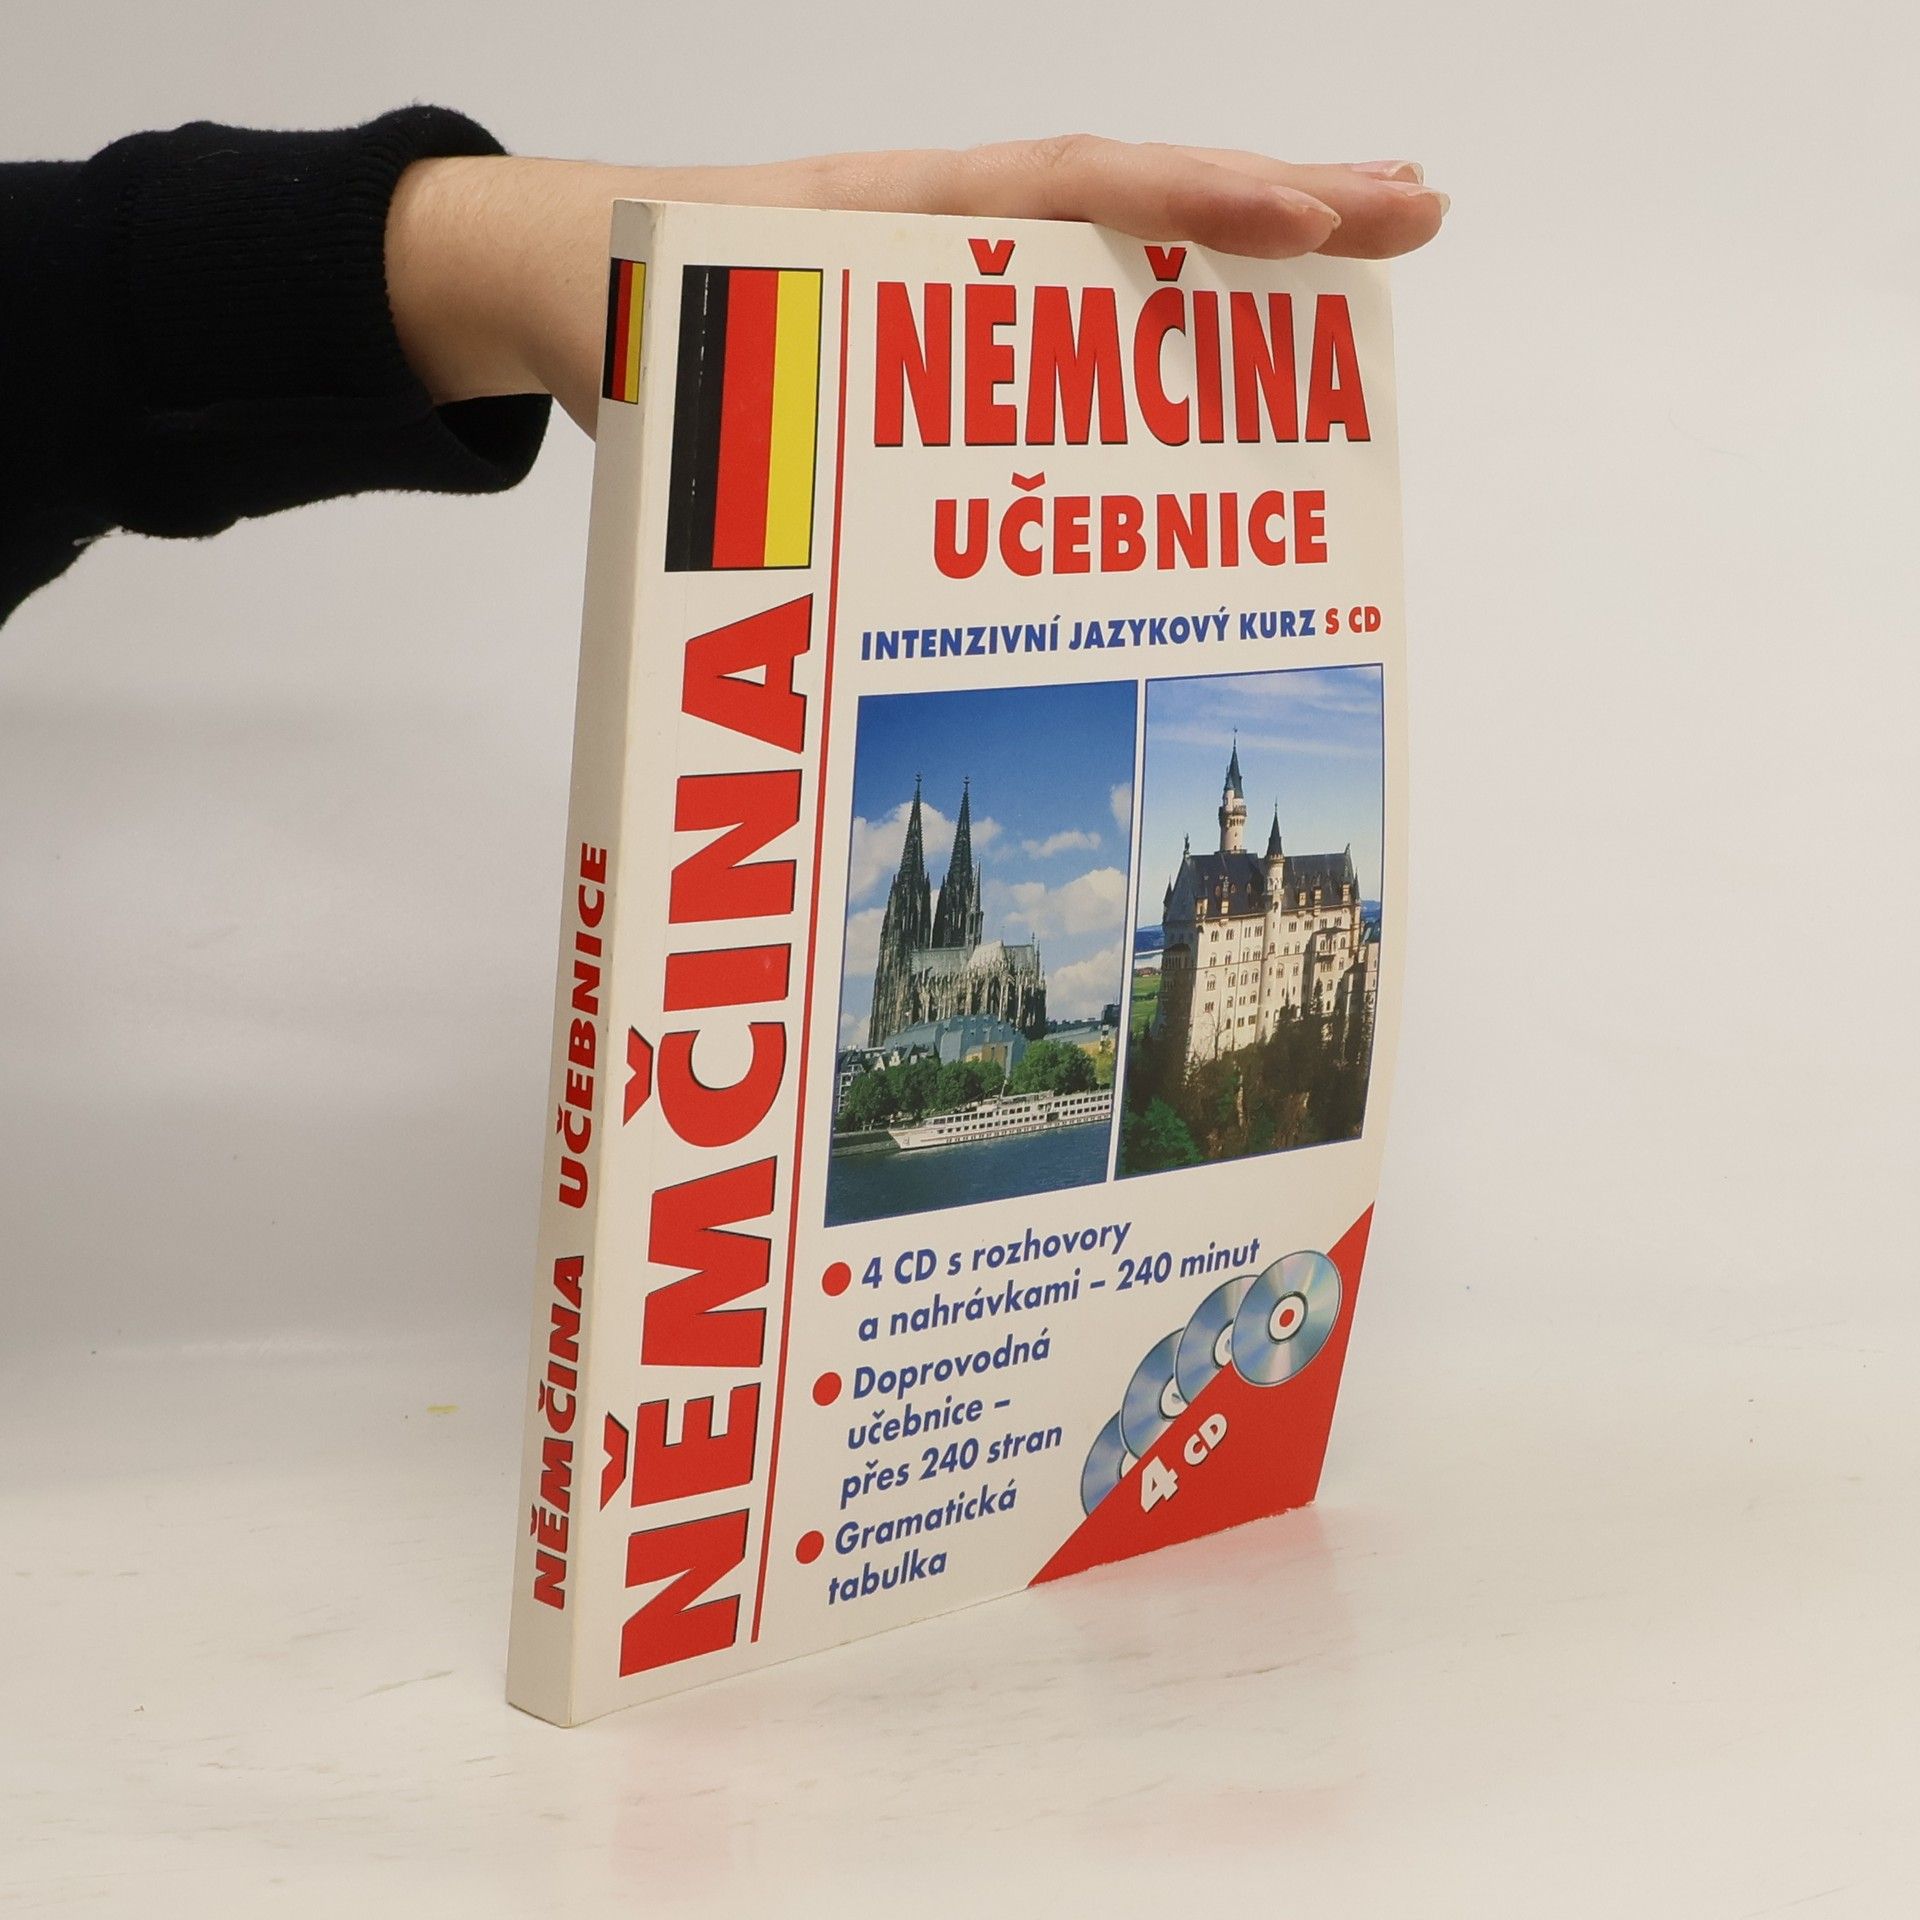 NĚMČINA UČEBNICE
NĚMČINA
NĚMČINA
UČEBNICE
INTENZIVNÍ JAZYKOVÝ KURZ S CD
4 CD s rozhovory
a nahrávkami – 240 minut
Doprovodná
učebnice –
přes 240 stran
Gramatická
tabulka
4 CD